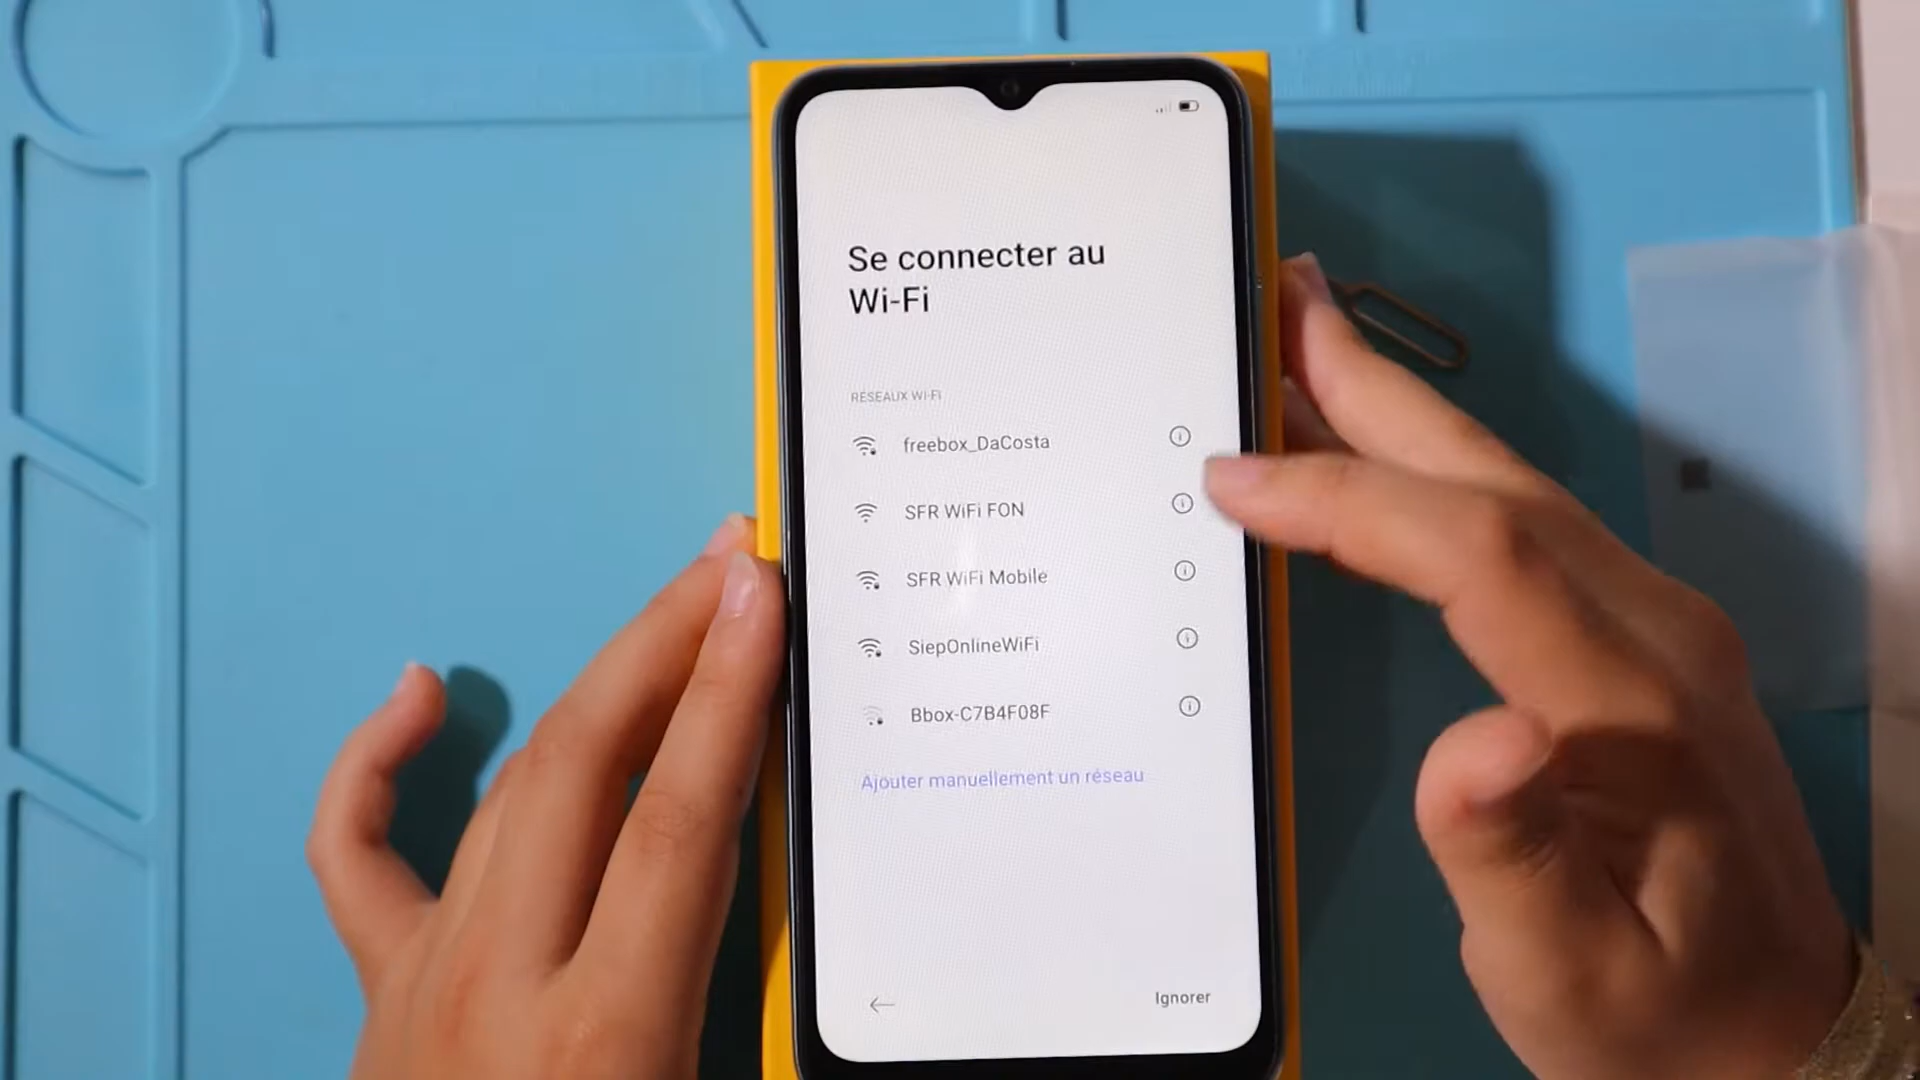 Se connecter au
Wi-Fi
RÉSEAUX WI-FI
freebox_DaCosta
SFR WiFi FON
SFR WiFi Mobile
SiepOnlineWiFi
Bbox-C7B4F08F
Ajouter manuellement un réseau
Ignorer